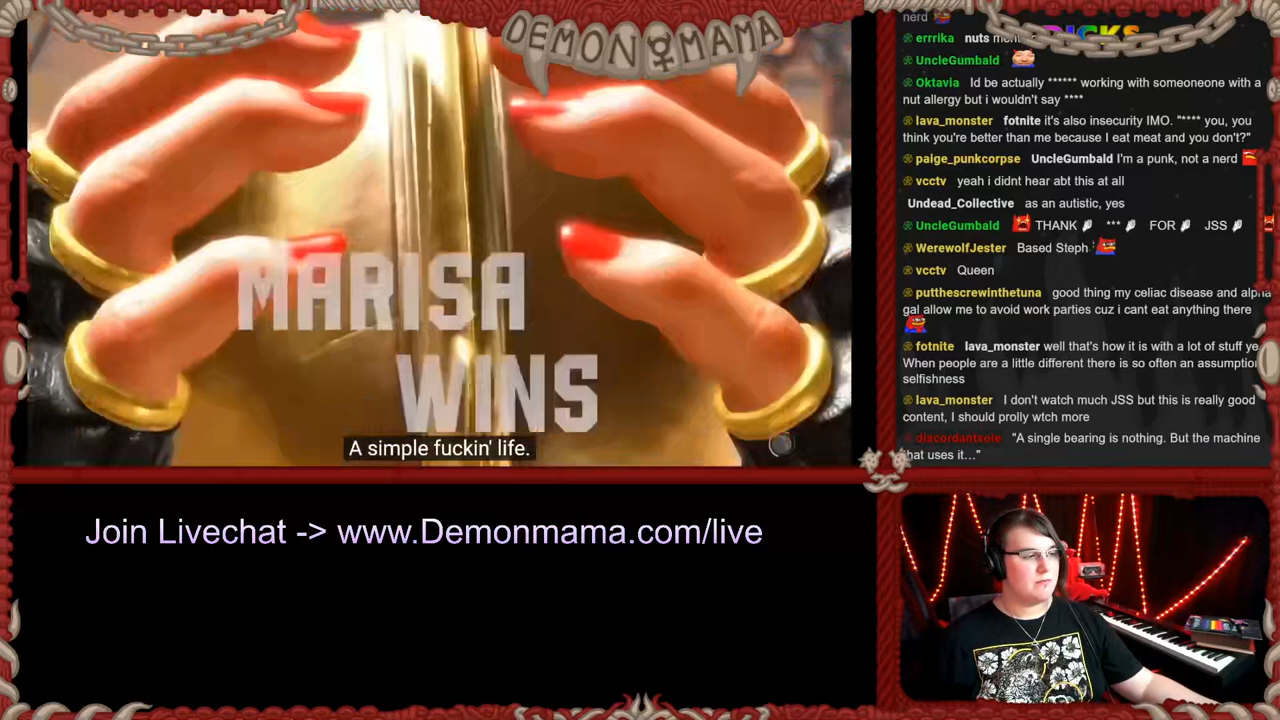 DEMON MAMA
MARISA
WINS
A simple fuckin' life.
Join Livechat -> www.Demonmama.com/live
nerd
errrika nuts
UncleGumbald
Oktavia Id be actually ****** working with someoneone with a
nut allergy but i wouldn't say ****
lava_monster fotnite it's also insecurity IMO. "**** you, you
think you're better than me because I eat meat and you don't?"
paige_punkcorpse UncleGumbald I'm a punk, not a nerd
vcctv yeah i didnt hear abt this at all
Undead_Collective as an autistic, yes
UncleGumbald THANK *** FOR JSS
WerewolfJester Based Steph
vcctv Queen
putthescrewinthetuna good thing my celiac disease and alpha
gal allow me to avoid work parties cuz i cant eat anything there
fotnite lava_monster well that's how it is with a lot of stuff ye
When people are a little different there is so often an assumption
selfishness
lava_monster I don't watch much JSS but this is really good
content, I should prolly wtch more
"A single bearing is nothing. But the machine
that uses it…"